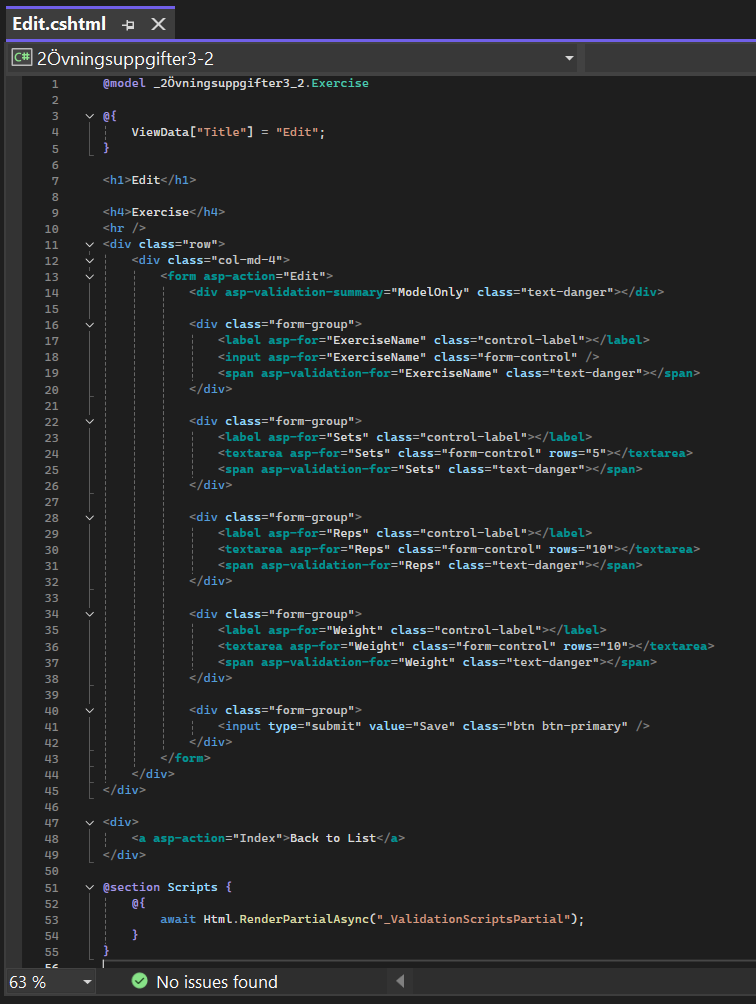 Edit.cshtml
C# 2Övningsuppgifter3-2
1 @model _2Övningsuppgifter3_2.Exercise
2
3 @{
4 ViewData["Title"] = "Edit";
5 }
6
7 <h1>Edit</h1>
8
9 <h4>Exercise</h4>
10 <hr />
11 <div class="row">
12 <div class="col-md-4">
13 <form asp-action="Edit">
14 <div asp-validation-summary="ModelOnly" class="text-danger"></div>
15
16 <div class="form-group">
17 <label asp-for="ExerciseName" class="control-label"></label>
18 <input asp-for="ExerciseName" class="form-control" />
19 <span asp-validation-for="ExerciseName" class="text-danger"></span>
20 </div>
21
22 <div class="form-group">
23 <label asp-for="Sets" class="control-label"></label>
24 <textarea asp-for="Sets" class="form-control" rows="5"></textarea>
25 <span asp-validation-for="Sets" class="text-danger"></span>
26 </div>
27
28 <div class="form-group">
29 <label asp-for="Reps" class="control-label"></label>
30 <textarea asp-for="Reps" class="form-control" rows="10"></textarea>
31 <span asp-validation-for="Reps" class="text-danger"></span>
32 </div>
33
34 <div class="form-group">
35 <label asp-for="Weight" class="control-label"></label>
36 <textarea asp-for="Weight" class="form-control" rows="10"></textarea>
37 <span asp-validation-for="Weight" class="text-danger"></span>
38 </div>
39
40 <div class="form-group">
41 <input type="submit" value="Save" class="btn btn-primary" />
42 </div>
43 </form>
44 </div>
45 </div>
46
47 <div>
48 <a asp-action="Index">Back to List</a>
49 </div>
50
51 @section Scripts {
52 @{
53 await Html.RenderPartialAsync("_ValidationScriptsPartial");
54 }
55 }
56
63 % No issues found